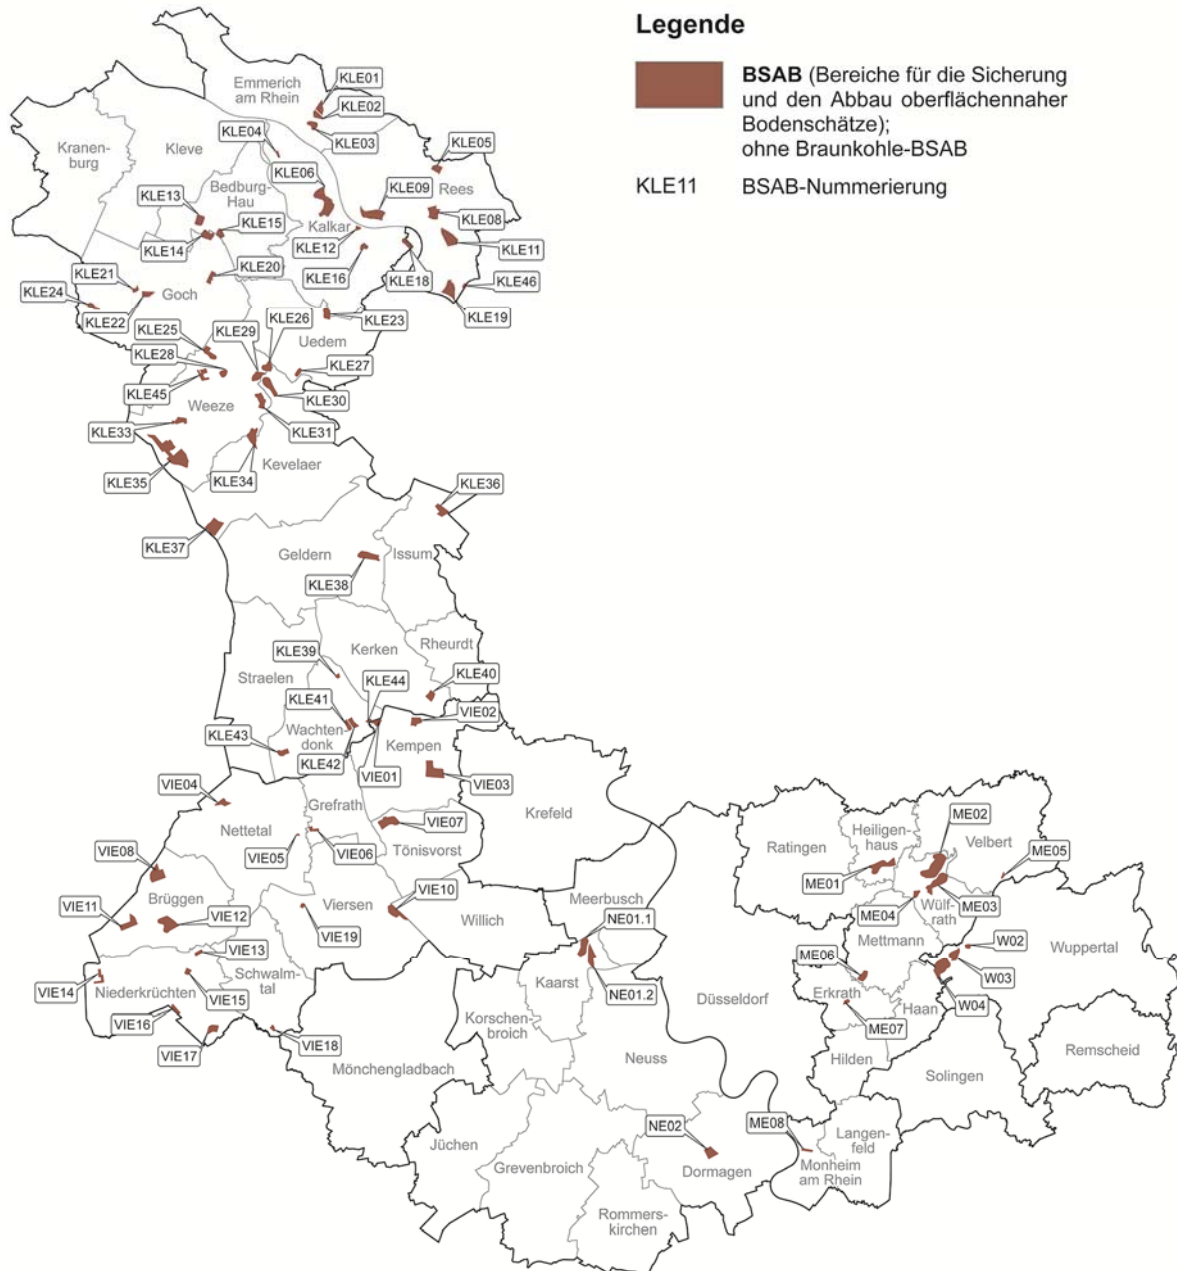 Legende
BSAB (Bereiche für die Sicherung
und den Abbau oberflächennaher
Bodenschätze);
ohne Braunkohle-BSAB
KLE11 BSAB-Nummerierung
KLE01
Emmerich
am Rhein
KLE02
KLE04
KLE03
KLE05
Kranen-
burg
Kleve
KLE06
Bedburg-
Hau
KLE09
Rees
KLE13
KLE15
Kalkar
KLE08
KLE12
KLE11
KLE14
KLE16
KLE18
KLE20
KLE21
KLE46
KLE24
Goch
KLE22
KLE23
KLE19
KLE25
KLE29
KLE26
Uedem
KLE28
KLE27
KLE45
KLE30
Weeze
KLE33
KLE31
Kevelaer
KLE35
KLE34
KLE36
KLE37
Geldern
Issum
KLE38
Kerken
Rheurdt
KLE39
Straelen
KLE44
KLE40
KLE41
VIE02
KLE43
Wachten-
donk
Kempen
KLE42
VIE01
VIE03
VIE04
Grefrath
Krefeld
Nettetal
VIE07
VIE05
VIE06
Tönisvorst
VIE08
Brüggen
VIE10
VIE11
VIE12
Viersen
Willich
VIE19
Meerbusch
NE01.1
VIE13
Schwalm-
tal
VIE14
Niederkrüchten
VIE15
Kaarst
NE01.2
VIE16
VIE17
VIE18
Korschen-
broich
Mönchengladbach
Neuss
Düsseldorf
Ratingen
Heiligen-
haus
ME02
Velbert
ME05
ME01
ME04
Wülf-
rath
ME03
Mettmann
W02
Wuppertal
ME06
W03
Erkrath
Haan
W04
ME07
Hilden
Solingen
Remscheid
Jüchen
NE02
ME08
Langen-
feld
Grevenbroich
Dormagen
Monheim
am Rhein
Rommers-
kirchen